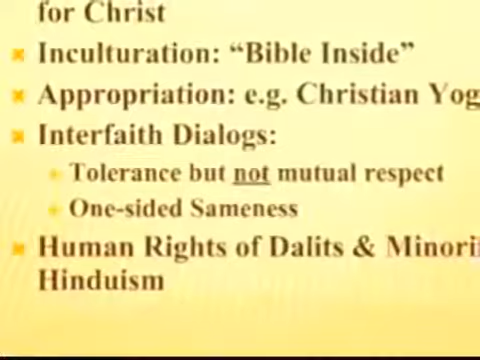 for Christ
Inculturation: “Bible Inside”
Appropriation: e.g. Christian Yog
Interfaith Dialogs:
Tolerance but not mutual respect
One-sided Sameness
Human Rights of Dalits & Minori
Hinduism